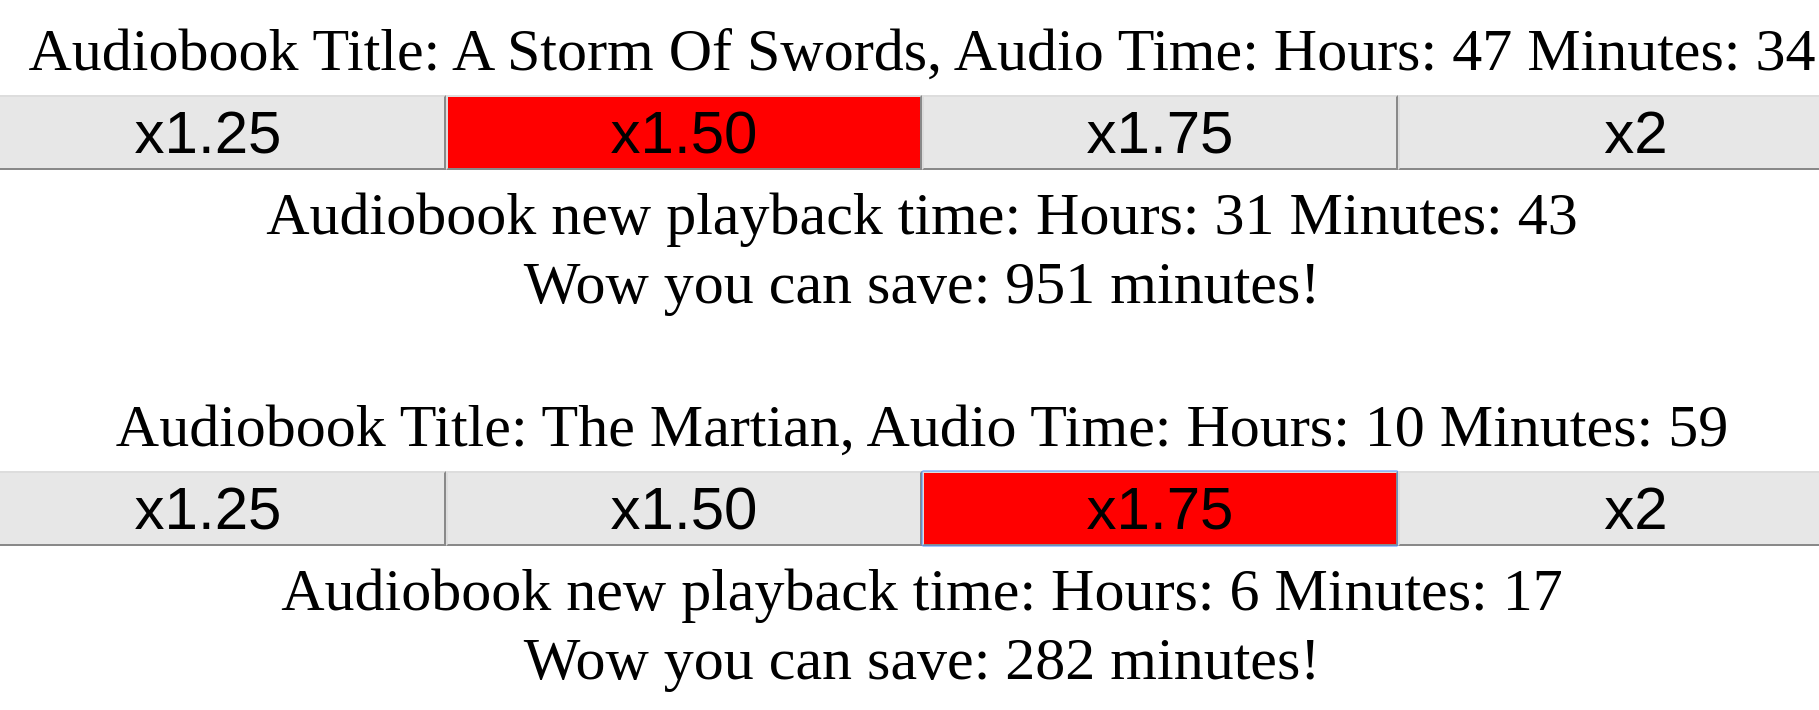 Audiobook Title: A Storm Of Swords, Audio Time: Hours: 47 Minutes: 34
x1.25 x1.50 x1.75 x2
Audiobook new playback time: Hours: 31 Minutes: 43
Wow you can save: 951 minutes!
Audiobook Title: The Martian, Audio Time: Hours: 10 Minutes: 59
x1.25 x1.50 x1.75 x2
Audiobook new playback time: Hours: 6 Minutes: 17
Wow you can save: 282 minutes!